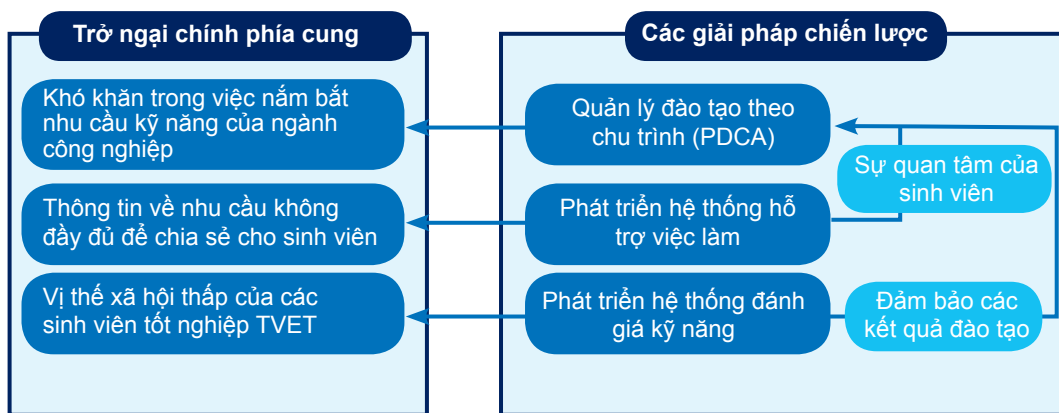 Trở ngại chính phía cung
Khó khăn trong việc nắm bắt
nhu cầu kỹ năng của ngành
công nghiệp
Thông tin về nhu cầu không
đầy đủ để chia sẻ cho sinh viên
Vị thế xã hội thấp của các
sinh viên tốt nghiệp TVET
Các giải pháp chiến lược
Quản lý đào tạo theo
chu trình (PDCA)
Sự quan tâm của
sinh viên
Phát triển hệ thống hỗ
trợ việc làm
Phát triển hệ thống đánh
giá kỹ năng
Đảm bảo các
kết quả đào tạo